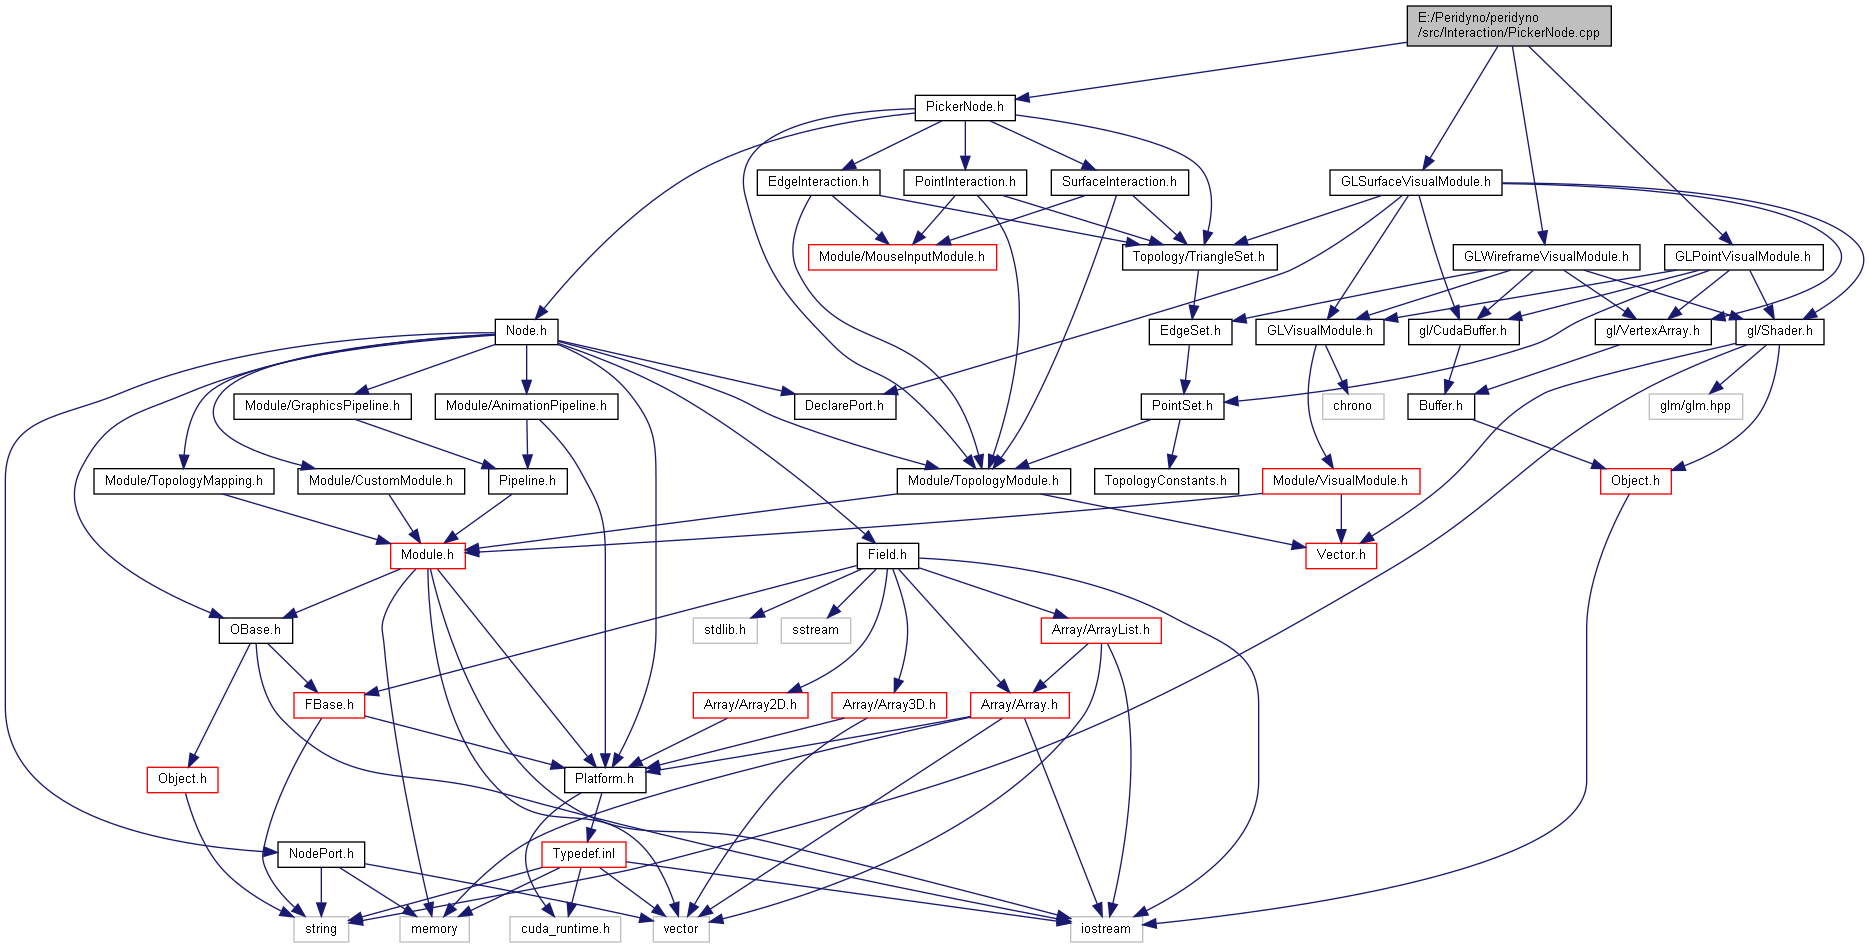 E:/Peridyno/peridyno
/src/Interaction/PickerNode.cpp
PickerNode.h
EdgeInteraction.h
PointInteraction.h
SurfaceInteraction.h
GLSurfaceVisualModule.h
Module/MouseInputModule.h
Topology/TriangleSet.h
GLWireframeVisualModule.h
GLPointVisualModule.h
Node.h
EdgeSet.h
GLVisualModule.h
gl/CudaBuffer.h
gl/VertexArray.h
gl/Shader.h
Module/GraphicsPipeline.h
Module/AnimationPipeline.h
DeclarePort.h
PointSet.h
chrono
Buffer.h
glm/glm.hpp
Module/TopologyMapping.h
Module/CustomModule.h
Pipeline.h
Module/TopologyModule.h
TopologyConstants.h
Module/VisualModule.h
Object.h
Module.h
Field.h
Vector.h
OBase.h
stdlib.h
sstream
Array/ArrayList.h
FBase.h
Array/Array2D.h
Array/Array3D.h
Array/Array.h
Object.h
Platform.h
NodePort.h
Typedef.inl
string
memory
cuda_runtime.h
vector
iostream